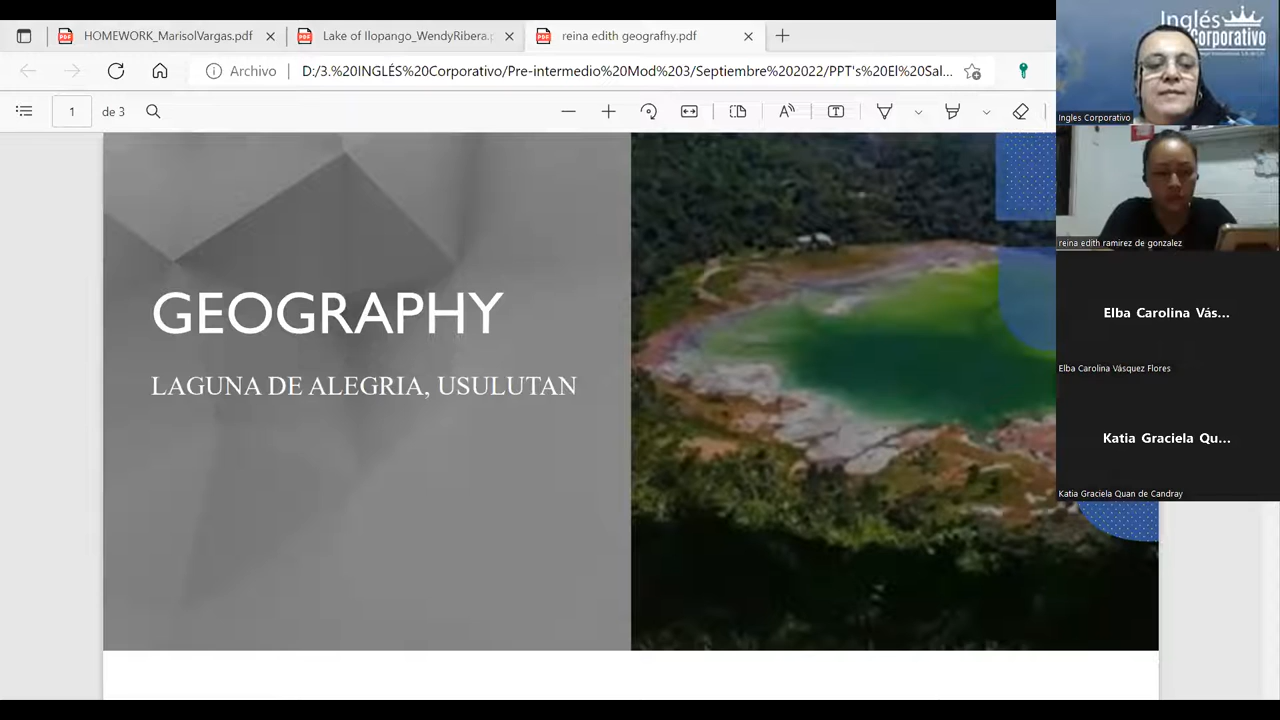 HOMEWORK_MarisolVargas.pdf
Lake of Ilopango_WendyRibera.p
reina edith geografhy.pdf
Archivo
D:/3.%20INGLÉS%20Corporativo/Pre-intermedio%20Mod%203/Septiembre%202022/PPT's%20El%20Sal...
1
de 3
GEOGRAPHY
LAGUNA DE ALEGRIA, USULUTAN
Inglés
Corporativo
Ingles Corporativo
reina edith ramirez de gonzalez
Elba Carolina Vás...
Elba Carolina Vásquez Flores
Katia Graciela Qu...
Katia Graciela Quan de Candray